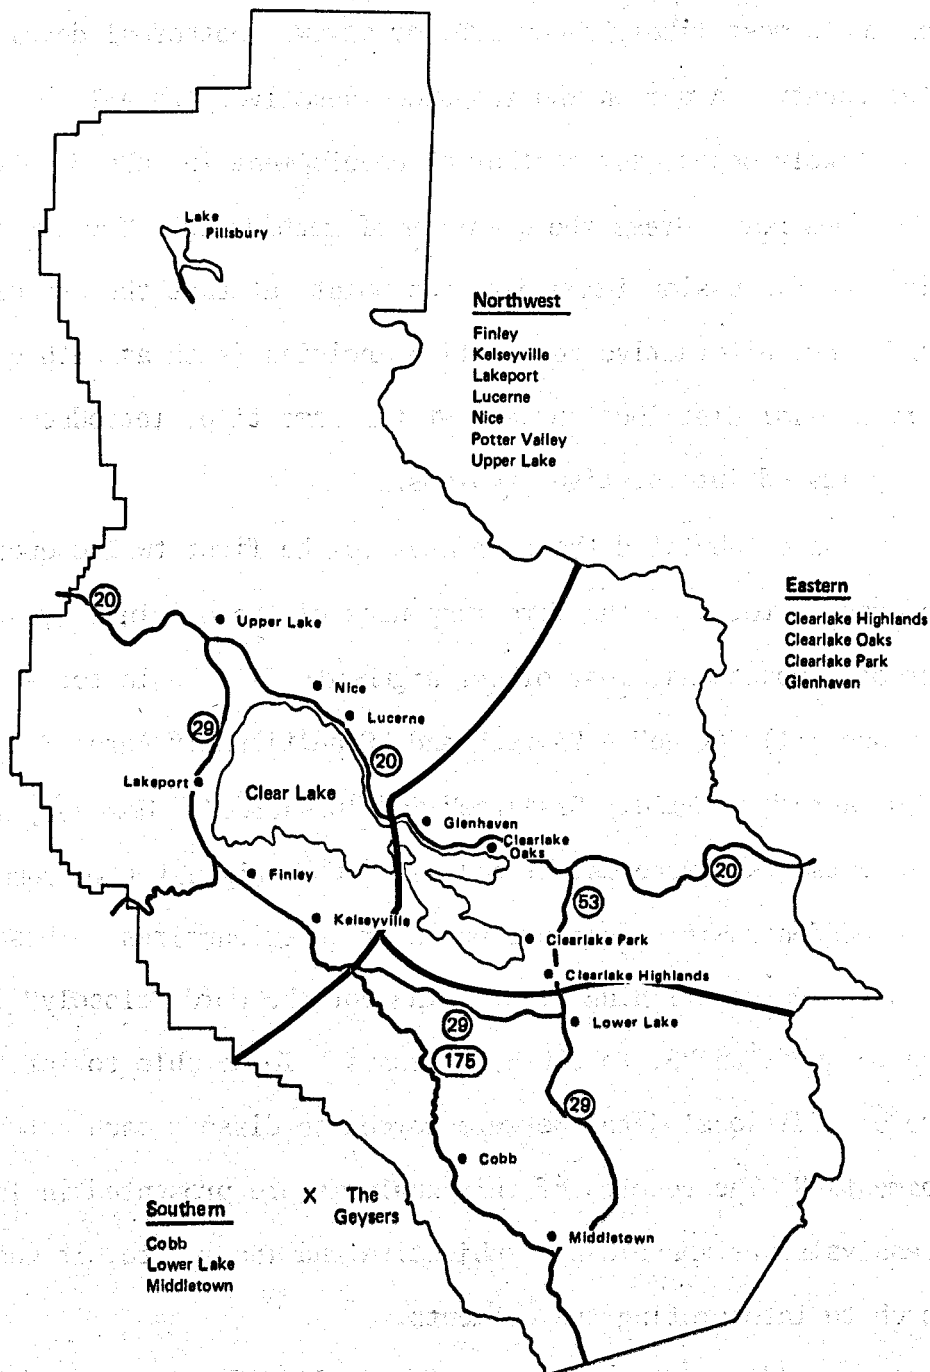 Lake
Pillsbury
Northwest
Finley
Kelseyville
Lakeport
Lucerne
Nice
Potter Valley
Upper Lake
Eastern
Clearlake Highlands
Clearlake Oaks
Clearlake Park
Glenhaven
20
Upper Lake
Nice
Lucerne
29
20
Lakeport
Clear Lake
Glenhaven
Clearlake
Oaks
20
Finley
53
Kelseyville
Clearlake Park
Clearlake Highlands
29
Lower Lake
175
29
Cobb
X The
Geysers
Middletown
Southern
Cobb
Lower Lake
Middletown